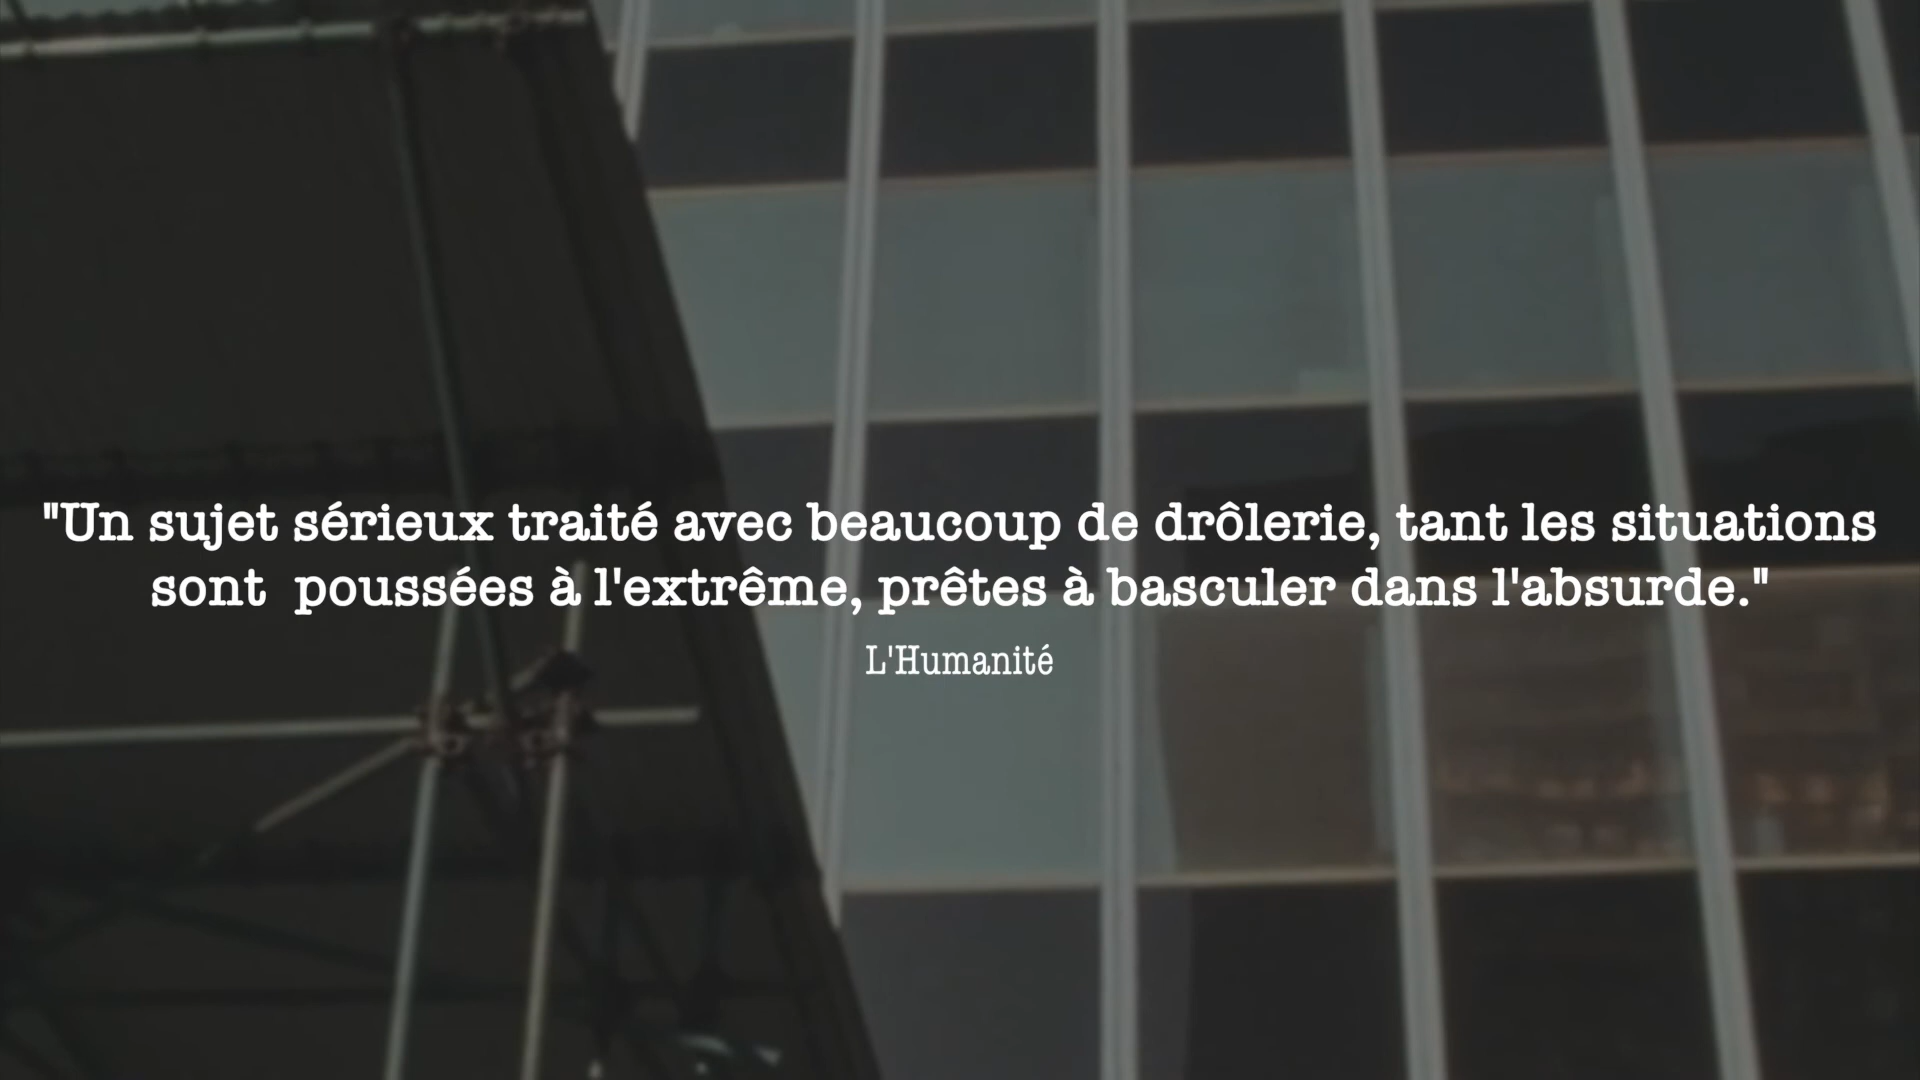 "Un sujet sérieux traité avec beaucoup de drôlerie, tant les situations
sont  poussées à l'extrême, prêtes à basculer dans l'absurde."
L'Humanité